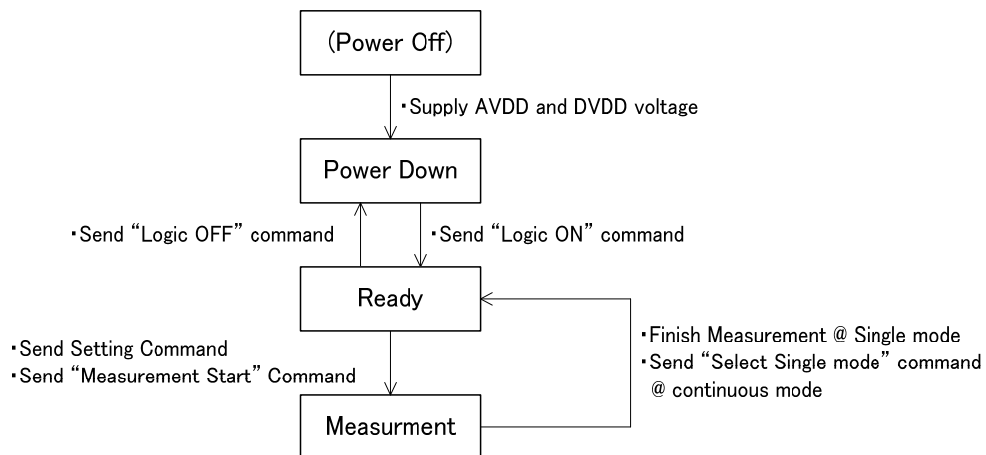 (Power Off)
・Supply AVDD and DVDD voltage
Power Down
・Send “Logic OFF” command
・Send “Logic ON” command
Ready
・Send Setting Command
・Send “Measurement Start” Command
・Finish Measurement @ Single mode
・Send “Select Single mode” command
@ continuous mode
Measurment